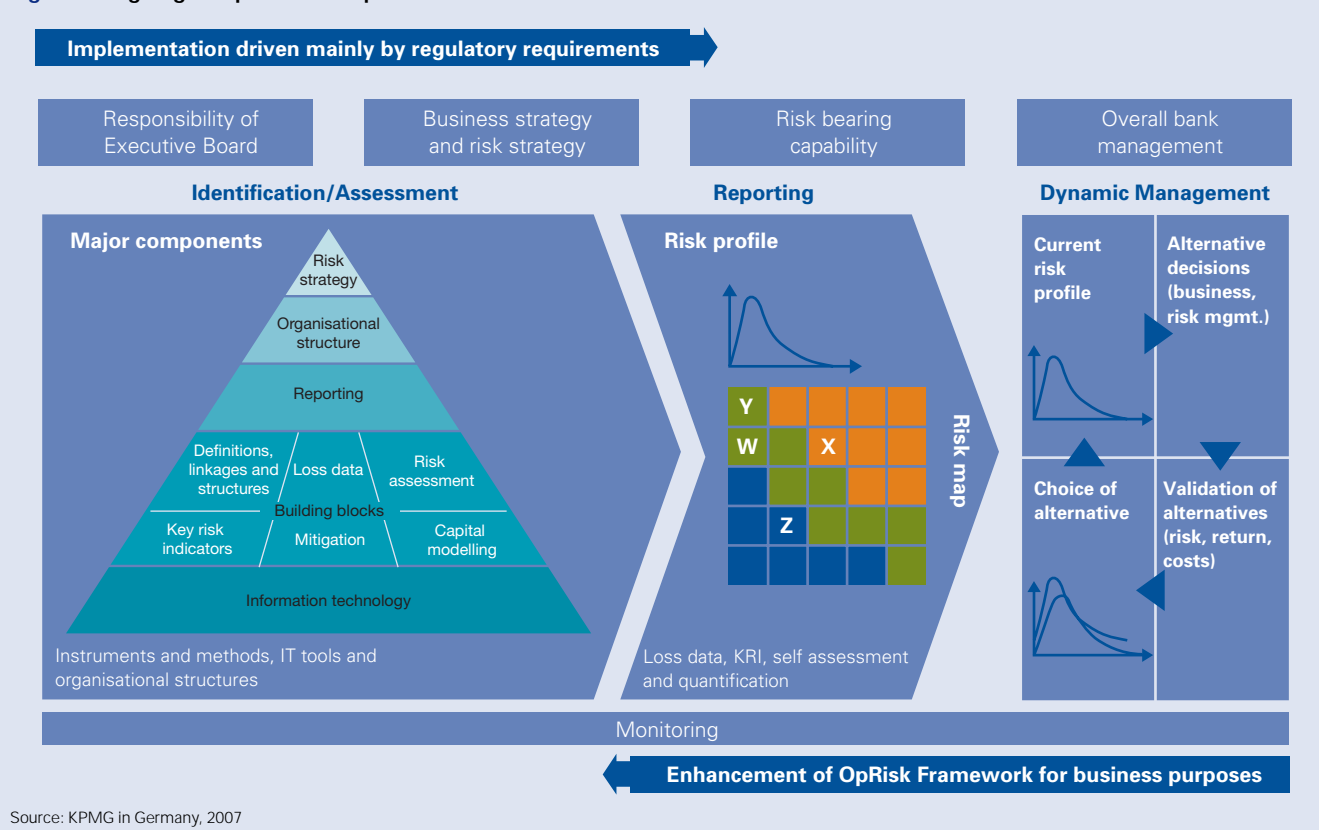 Implementation driven mainly by regulatory requirements
Responsibility of
Executive Board
Business strategy
and risk strategy
Risk bearing
capability
Overall bank
management
Identification/Assessment
Reporting
Dynamic Management
Major components
Risk
strategy
Organisational
structure
Reporting
Definitions,
linkages and
structures
Loss data
Risk
assessment
Building blocks
Key risk
indicators
Mitigation
Capital
modelling
Information technology
Instruments and methods, IT tools and
organisational structures
Risk profile
Y
W
X
Z
Risk map
Loss data, KRI, self assessment
and quantification
Current
risk
profile
Alternative
decisions
(business,
risk mgmt.)
Choice of
alternative
Validation of
alternatives
(risk, return,
costs)
Monitoring
Enhancement of OpRisk Framework for business purposes
Source: KPMG in Germany, 2007